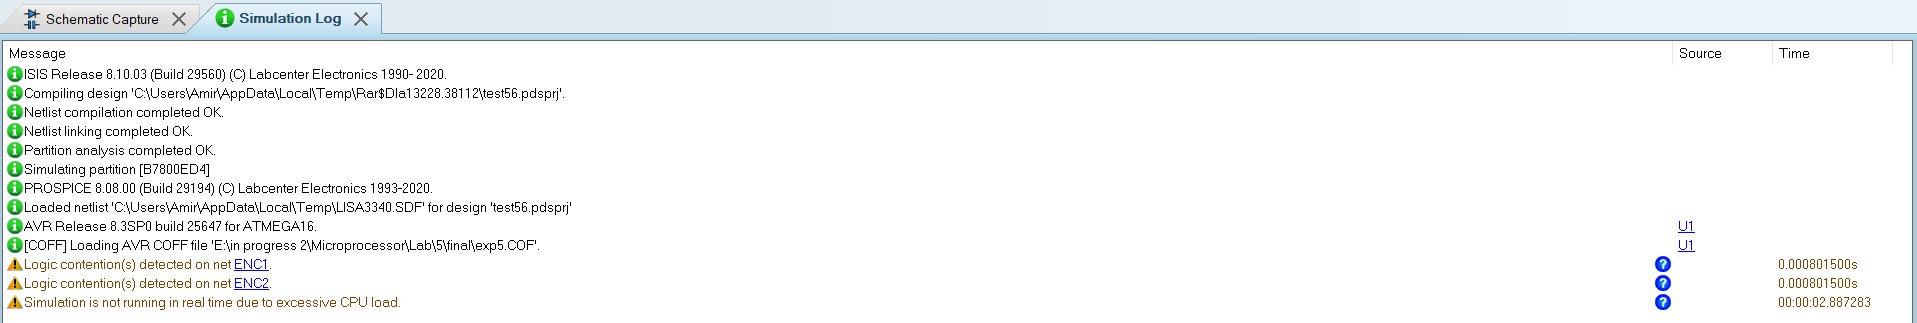 Schematic Capture Simulation Log
Message Source Time
ISIS Release 8.10.03 (Build 29560) (C) Labcenter Electronics 1990- 2020.
Compiling design 'C:\Users\Amir\AppData\Local\Temp\Rar$DIa13228.38112\test56.pdsprj'.
Netlist compilation completed OK.
Netlist linking completed OK.
Partition analysis completed OK.
Simulating partition [B7800ED4]
PROSPICE 8.08.00 (Build 29194) (C) Labcenter Electronics 1993-2020.
Loaded netlist 'C:\Users\Amir\AppData\Local\Temp\LISA3340.SDF' for design 'test56.pdsprj'
AVR Release 8.3SP0 build 25647 for ATMEGA16. U1
[COFF] Loading AVR COFF file 'E:\in progress 2\Microprocessor\Lab\5\final\exp5.COF'. U1
Logic contention(s) detected on net ENC1. 0.000801500s
Logic contention(s) detected on net ENC2. 0.000801500s
Simulation is not running in real time due to excessive CPU load. 00:00:02.887283